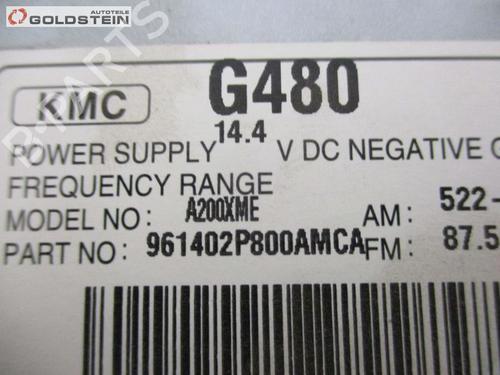 AUTOTEILE
GOLDSTEIN
B-PARTS
KMC
G480
POWER SUPPLY 14.4 V DC NEGATIVE
FREQUENCY RANGE
MODEL NO: A200XME AM: 522-
PART NO: 961402P800AMCA FM: 87.5